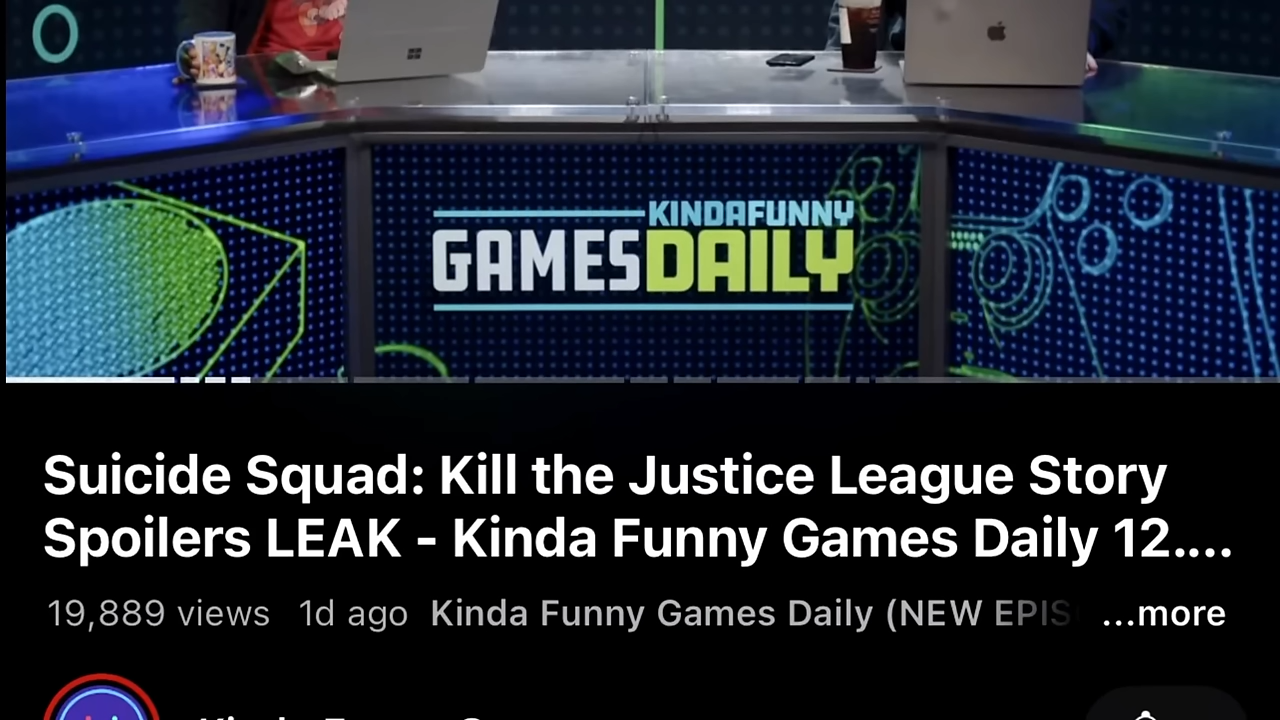 KINDAFUNNY
GAMESDAILY
Suicide Squad: Kill the Justice League Story
Spoilers LEAK - Kinda Funny Games Daily 12....
19,889 views 1d ago Kinda Funny Games Daily (NEW EPIS ...more